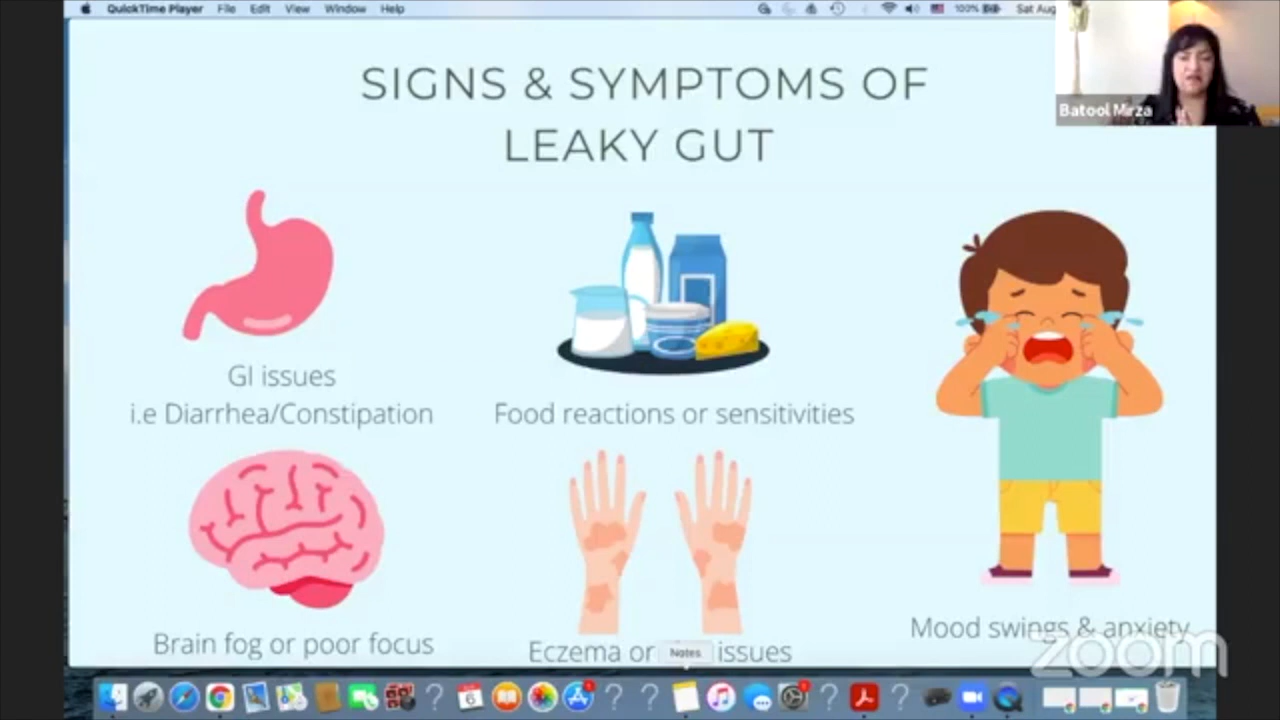 QuickTime Player File Edit View Window Help
100%
Sat Aug
Batool Mirza
SIGNS & SYMPTOMS OF
LEAKY GUT
GI issues
i.e Diarrhea/Constipation
Food reactions or sensitivities
Brain fog or poor focus
Eczema or
Notes
issues
Mood swings & anxiety
zoom
6